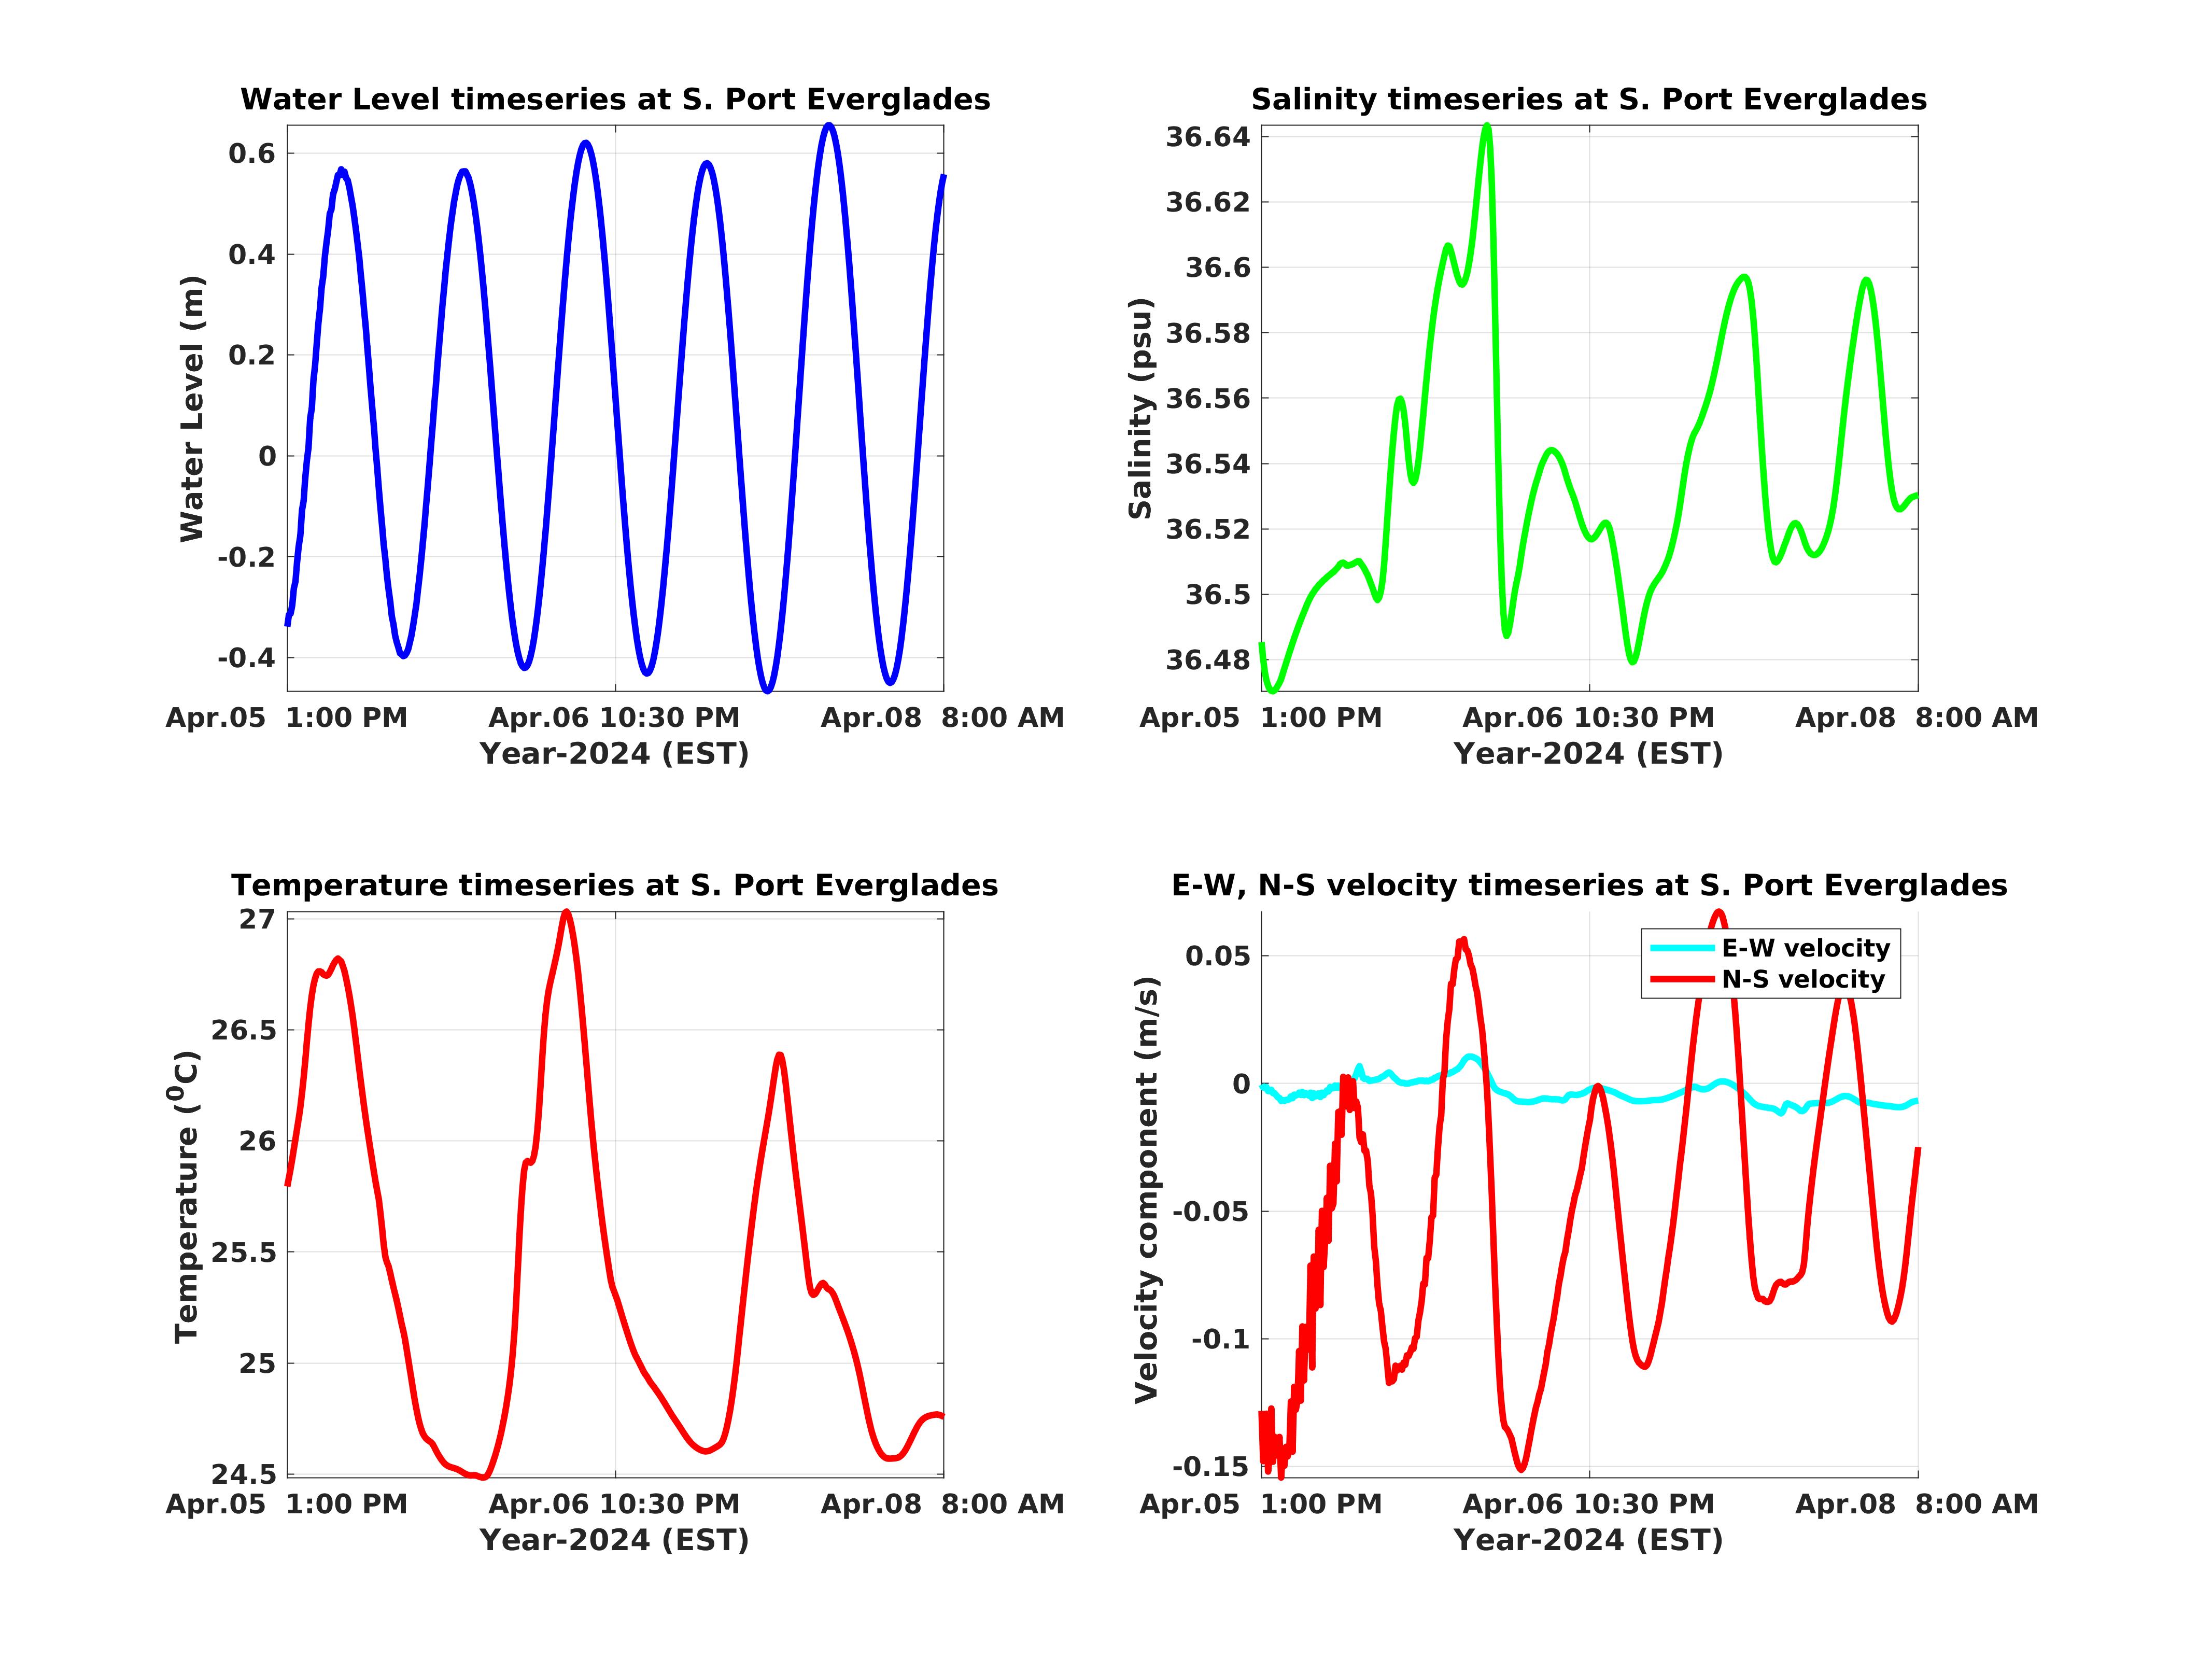 Water Level timeseries at S. Port Everglades
0.6
0.4
0.2
0
-0.2
-0.4
Water Level (m)
Apr.05 1:00 PM Apr.06 10:30 PM Apr.08 8:00 AM
Year-2024 (EST)
Salinity timeseries at S. Port Everglades
36.64
36.62
36.6
36.58
36.56
36.54
36.52
36.5
36.48
Salinity (psu)
Apr.05 1:00 PM Apr.06 10:30 PM Apr.08 8:00 AM
Year-2024 (EST)
Temperature timeseries at S. Port Everglades
27
26.5
26
25.5
25
24.5
Temperature (⁰C)
Apr.05 1:00 PM Apr.06 10:30 PM Apr.08 8:00 AM
Year-2024 (EST)
E-W, N-S velocity timeseries at S. Port Everglades
E-W velocity
N-S velocity
0.05
0
-0.05
-0.1
-0.15
Velocity component (m/s)
Apr.05 1:00 PM Apr.06 10:30 PM Apr.08 8:00 AM
Year-2024 (EST)